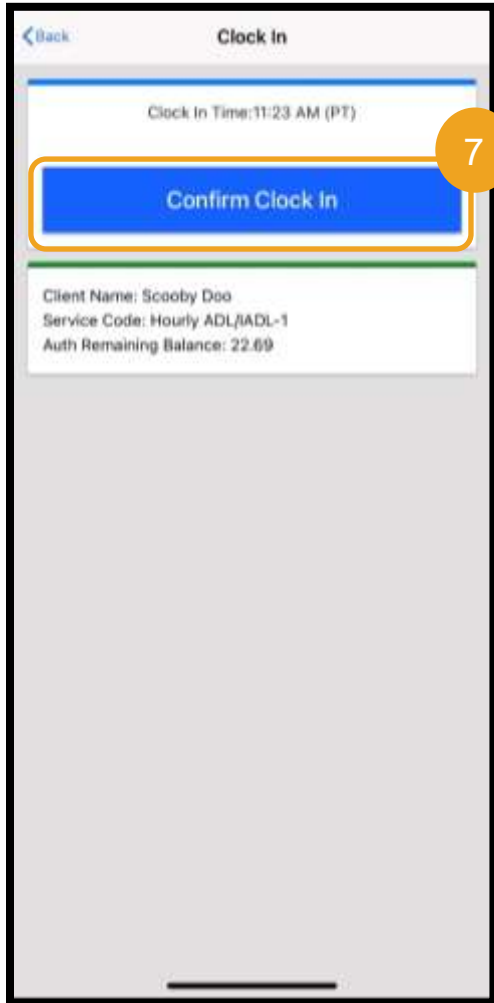 Back
Clock In
Clock In Time:11:23 AM (PT)
7
Confirm Clock In
Client Name: Scooby Doo
Service Code: Hourly ADL/IADL-1
Auth Remaining Balance: 22.69